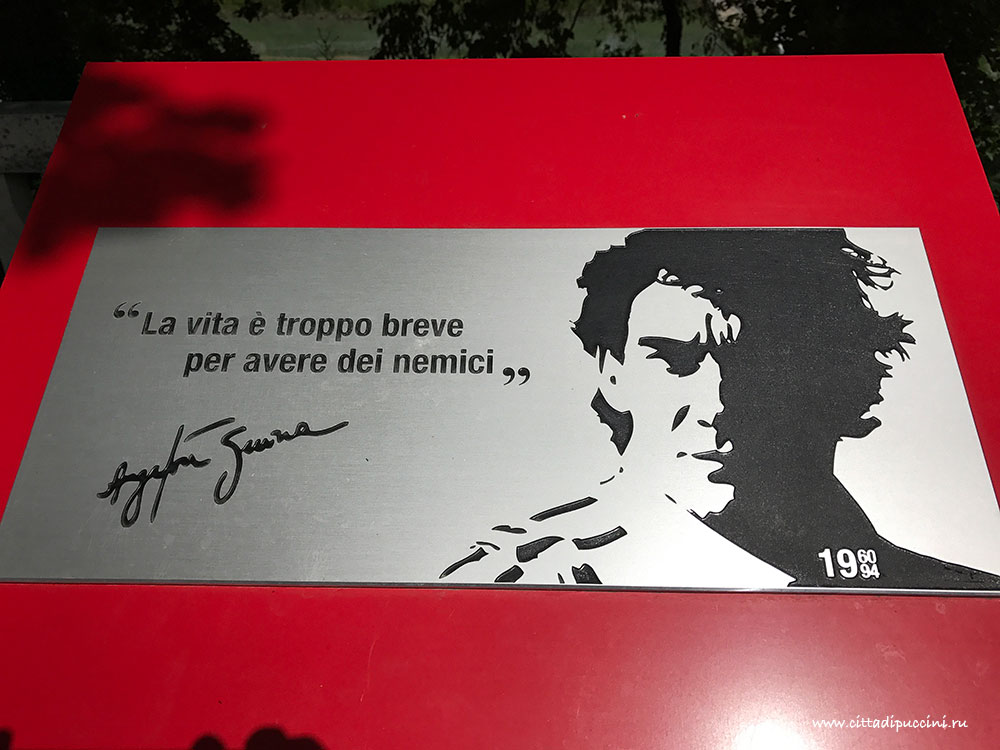 “La vita è troppo breve
per avere dei nemici”
Ayrton Senna
19 60
94
www.cittadipuccini.ru